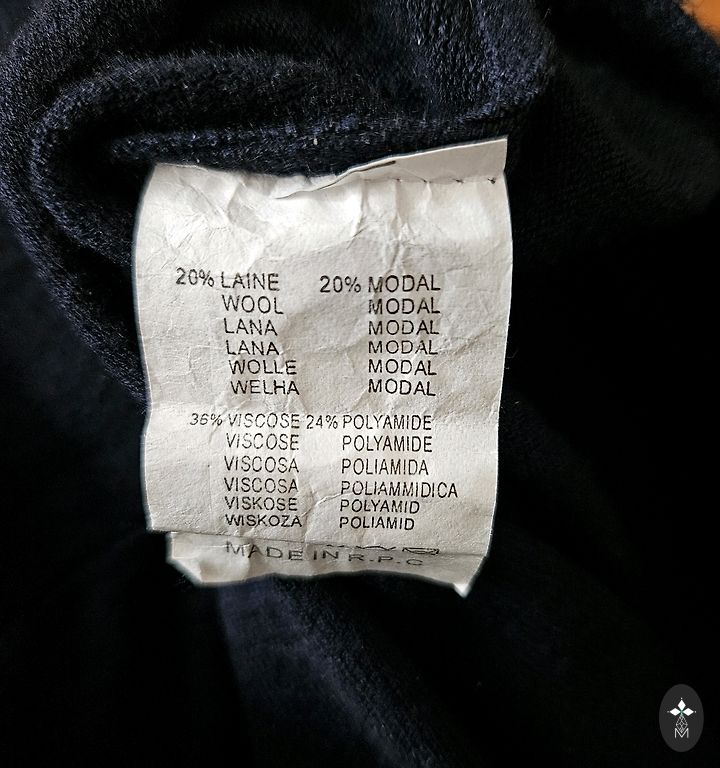 20% LAINE 20% MODAL
WOOL MODAL
LANA MODAL
LANA MODAL
WOLLE MODAL
WELHA MODAL
36% VISCOSE 24% POLYAMIDE
VISCOSE POLYAMIDE
VISCOSA POLIAMIDA
VISCOSA POLIAMMIDICA
VISKOSE POLYAMID
WISKOZA POLIAMID
MADE IN R.P.C
M